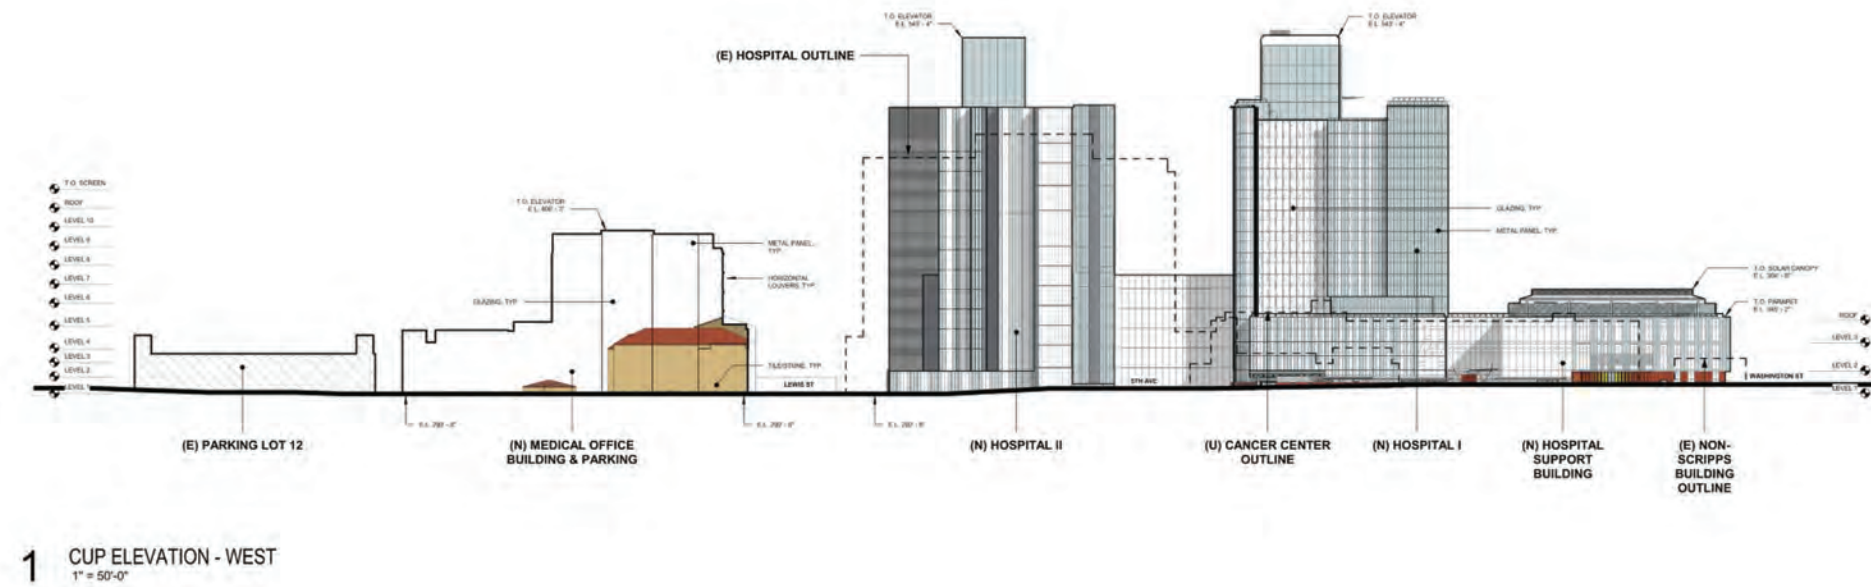 T.O. ELEVATOR
E.L. 543' - 4"
T.O. ELEVATOR
E.L. 543' - 4"
(E) HOSPITAL OUTLINE
T.O. SCREEN
ROOF
LEVEL 10
LEVEL 9
LEVEL 8
LEVEL 7
LEVEL 6
LEVEL 5
LEVEL 4
LEVEL 3
LEVEL 2
LEVEL 1
T.O. ELEVATOR
METAL PANEL,
TYP.
HORIZONTAL
LOUVERS, TYP.
GLAZING, TYP
TILE/STONE, TYP.
LEWIS ST
5TH AVE
GLAZING, TYP
METAL PANEL, TYP.
T.O. SOLAR CANOPY
T.O. PARAPET
ROOF
LEVEL 3
LEVEL 2
LEVEL 1
WASHINGTON ST
(E) PARKING LOT 12
(N) MEDICAL OFFICE
BUILDING & PARKING
(N) HOSPITAL II
(U) CANCER CENTER
OUTLINE
(N) HOSPITAL I
(N) HOSPITAL
SUPPORT
BUILDING
(E) NON-
SCRIPPS
BUILDING
OUTLINE
1
CUP ELEVATION - WEST
1" = 50'-0"